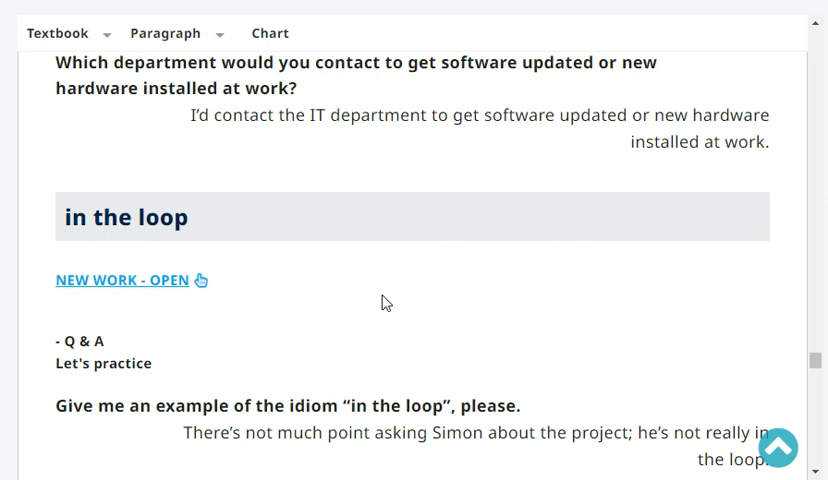 Textbook Paragraph Chart
Which department would you contact to get software updated or new
hardware installed at work?
I'd contact the IT department to get software updated or new hardware
installed at work.
in the loop
NEW WORK - OPEN
- Q & A
Let's practice
Give me an example of the idiom “in the loop”, please.
There's not much point asking Simon about the project; he's not really in
the loop.